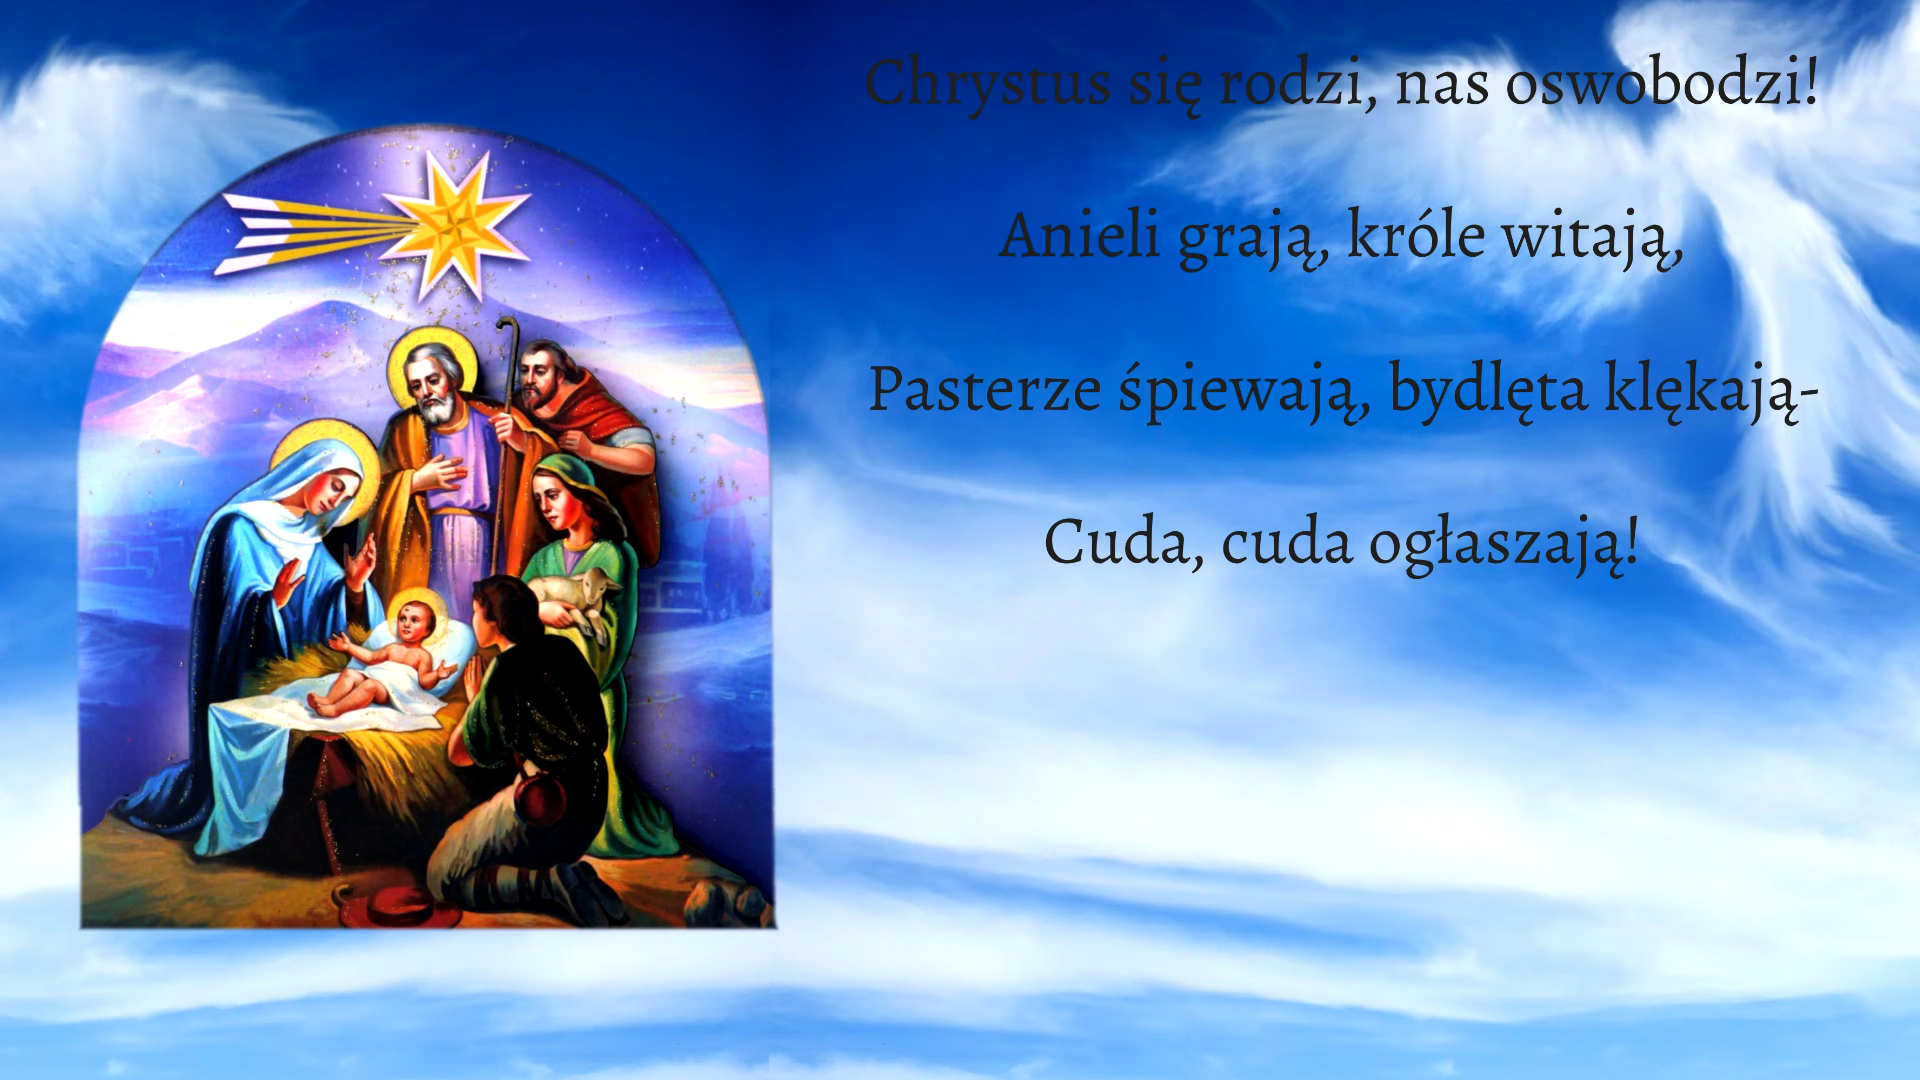 Chrystus się rodzi, nas oswobodzi!
Anieli grają, króle witają,
Pasterze śpiewają, bydlęta klękają-
Cuda, cuda ogłaszają!